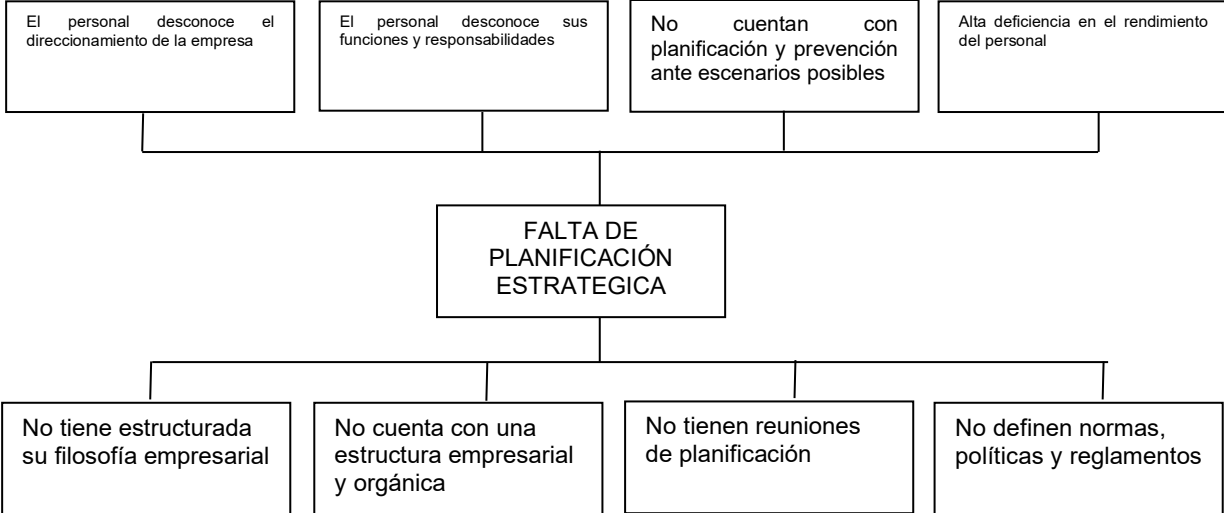 El personal desconoce el
direccionamiento de la empresa
El personal desconoce sus
funciones y responsabilidades
No cuentan con
planificación y prevención
ante escenarios posibles
Alta deficiencia en el rendimiento
del personal
FALTA DE
PLANIFICACIÓN
ESTRATEGICA
No tiene estructurada
su filosofía empresarial
No cuenta con una
estructura empresarial
y orgánica
No tienen reuniones
de planificación
No definen normas,
políticas y reglamentos